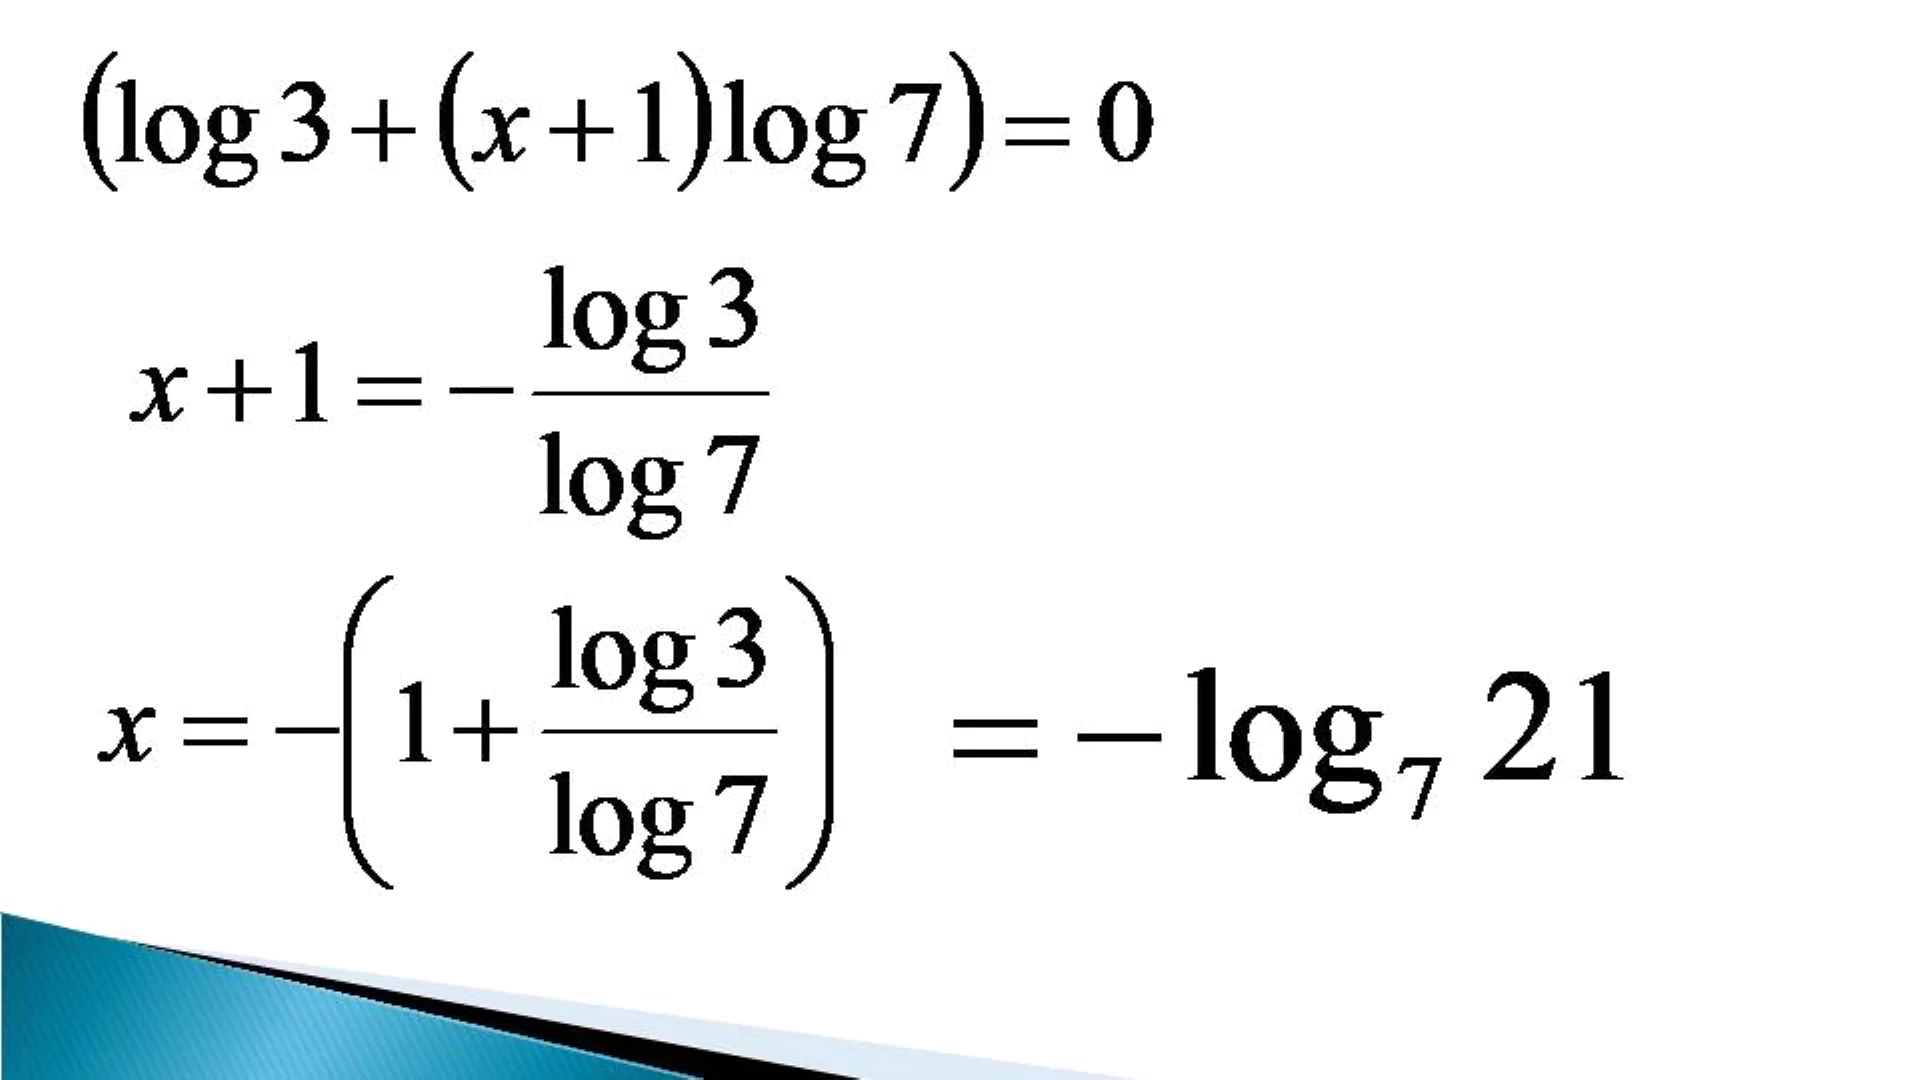 (log 3 + (x + 1) log 7) = 0
x + 1 = − log 3 / log 7
x = −(1 + log 3 / log 7) = − log₇ 21